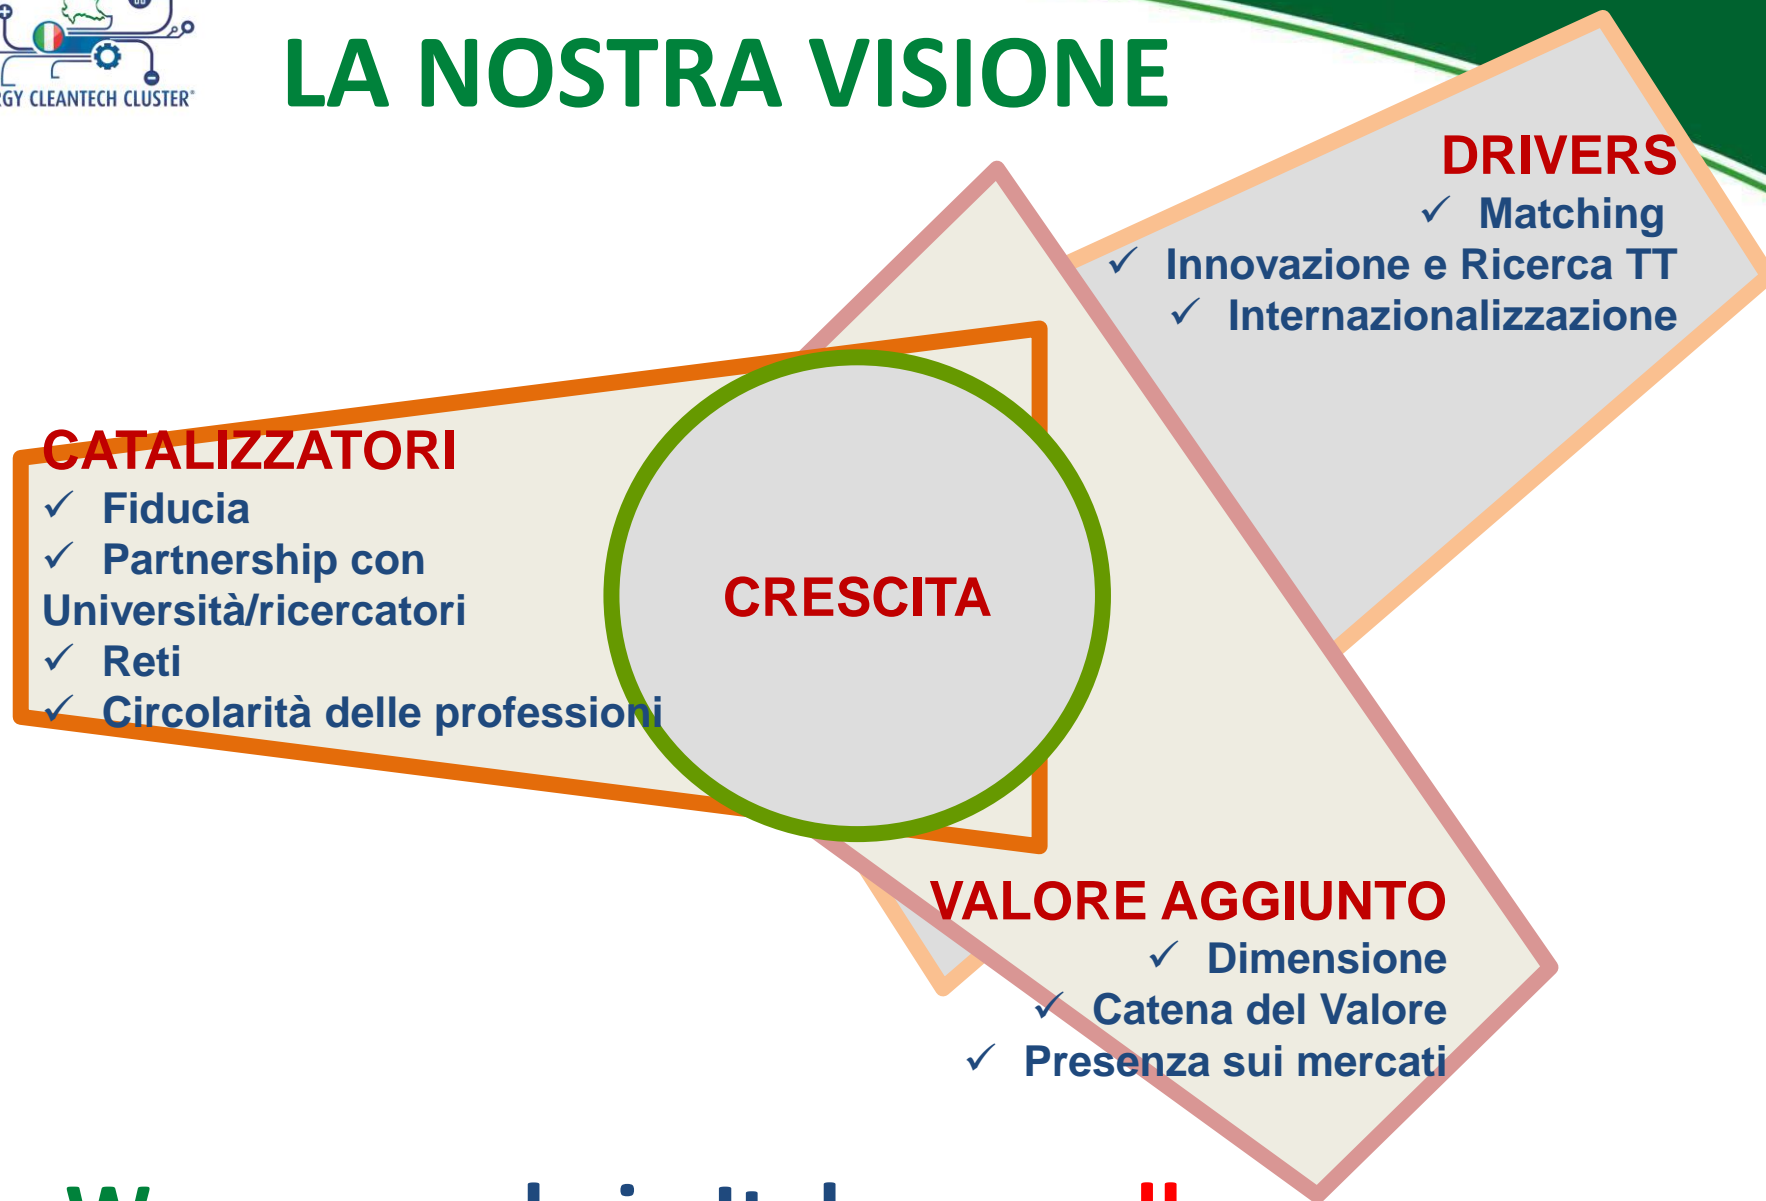 LA NOSTRA VISIONE
CLEANTECH CLUSTER®
DRIVERS
✓ Matching
✓ Innovazione e Ricerca TT
✓ Internazionalizzazione
CATALIZZATORI
✓ Fiducia
✓ Partnership con
Università/ricercatori
✓ Reti
✓ Circolarità delle professioni
CRESCITA
VALORE AGGIUNTO
✓ Dimensione
✓ Catena del Valore
✓ Presenza sui mercati